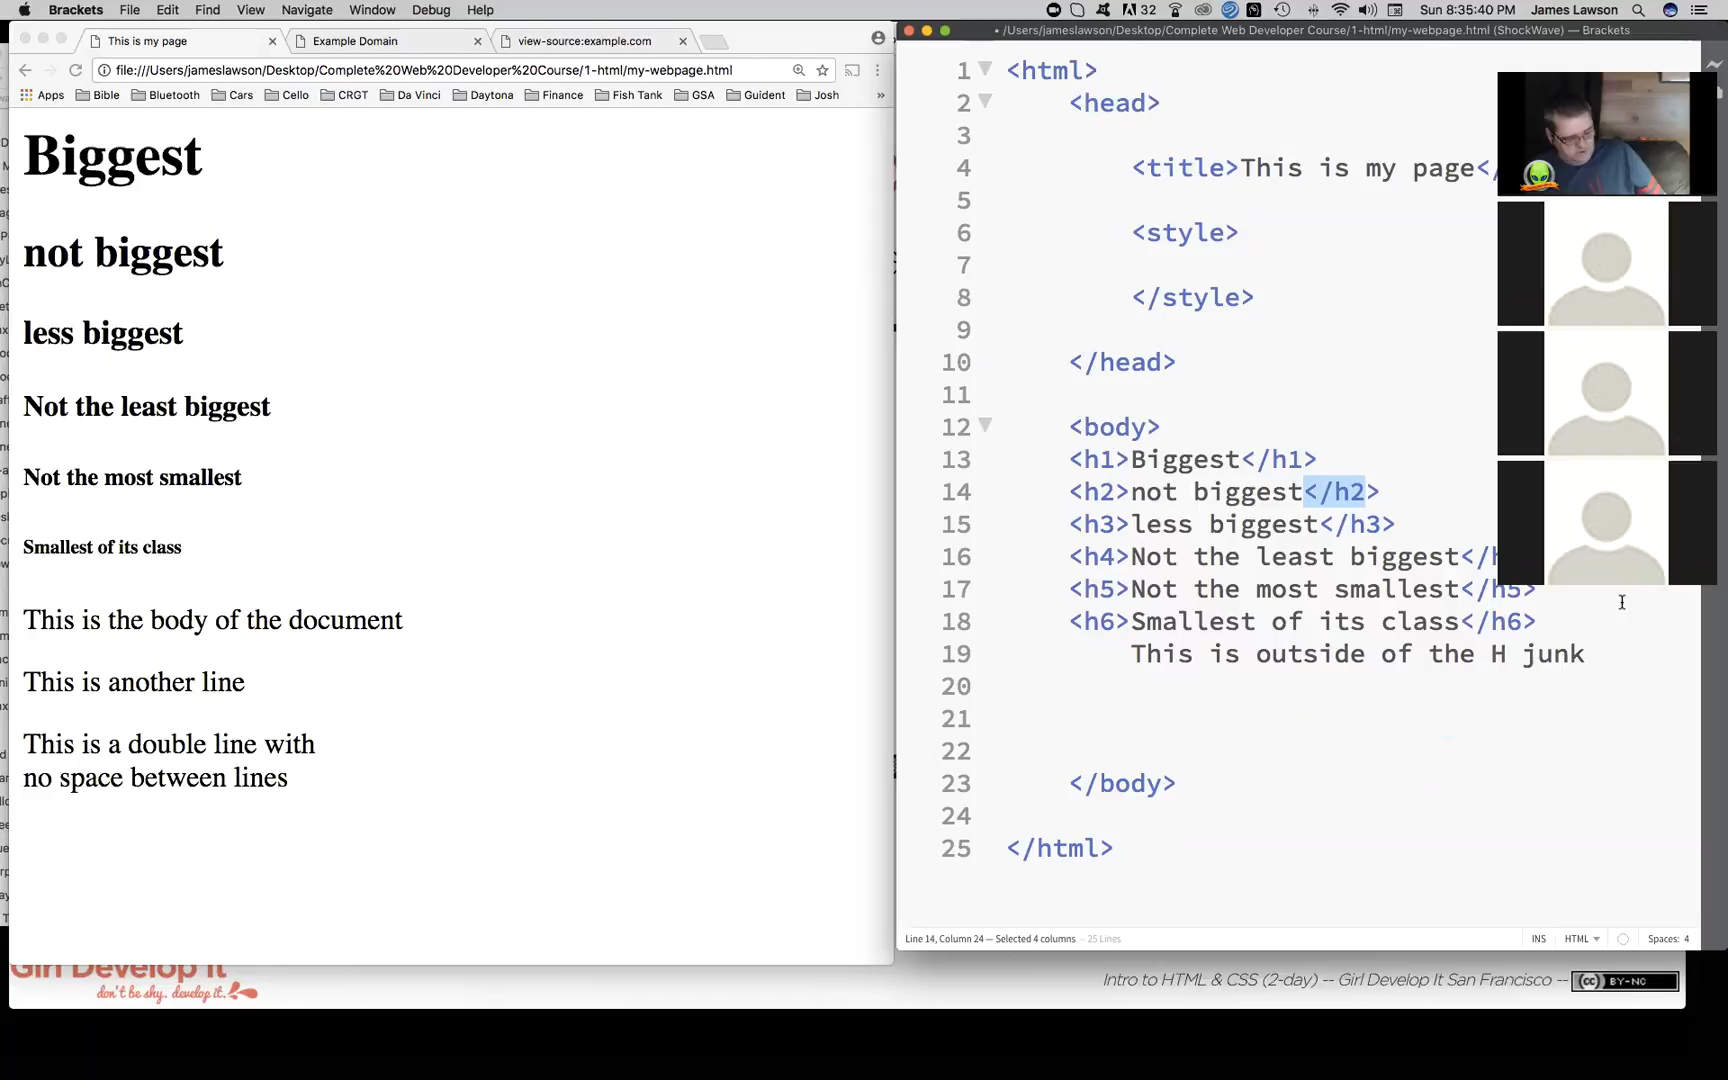 Brackets File Edit Find View Navigate Window Debug Help
32
Sun 8:35:40 PM James Lawson
This is my page
Example Domain
view-source:example.com
file:///Users/jameslawson/Desktop/Complete%20Web%20Developer%20Course/1-html/my-webpage.html
Apps Bible Bluetooth Cars Cello CRGT Da Vinci Daytona Finance Fish Tank GSA Guident Josh »
Biggest
not biggest
less biggest
Not the least biggest
Not the most smallest
Smallest of its class
This is the body of the document
This is another line
This is a double line with
no space between lines
• /Users/jameslawson/Desktop/Complete Web Developer Course/1-html/my-webpage.html (ShockWave) — Brackets
1 <html>
2 <head>
3
4 <title>This is my page</
5
6 <style>
7
8 </style>
9
10 </head>
11
12 <body>
13 <h1>Biggest</h1>
14 <h2>not biggest</h2>
15 <h3>less biggest</h3>
16 <h4>Not the least biggest</h
17 <h5>Not the most smallest</h5>
18 <h6>Smallest of its class</h6>
19 This is outside of the H junk
20
21
22
23 </body>
24
25 </html>
Line 14, Column 24 — Selected 4 columns — 25 Lines
INS HTML Spaces: 4
Girl Develop It
don't be shy. develop it.
Intro to HTML & CSS (2-day) -- Girl Develop It San Francisco --
cc BY-NC